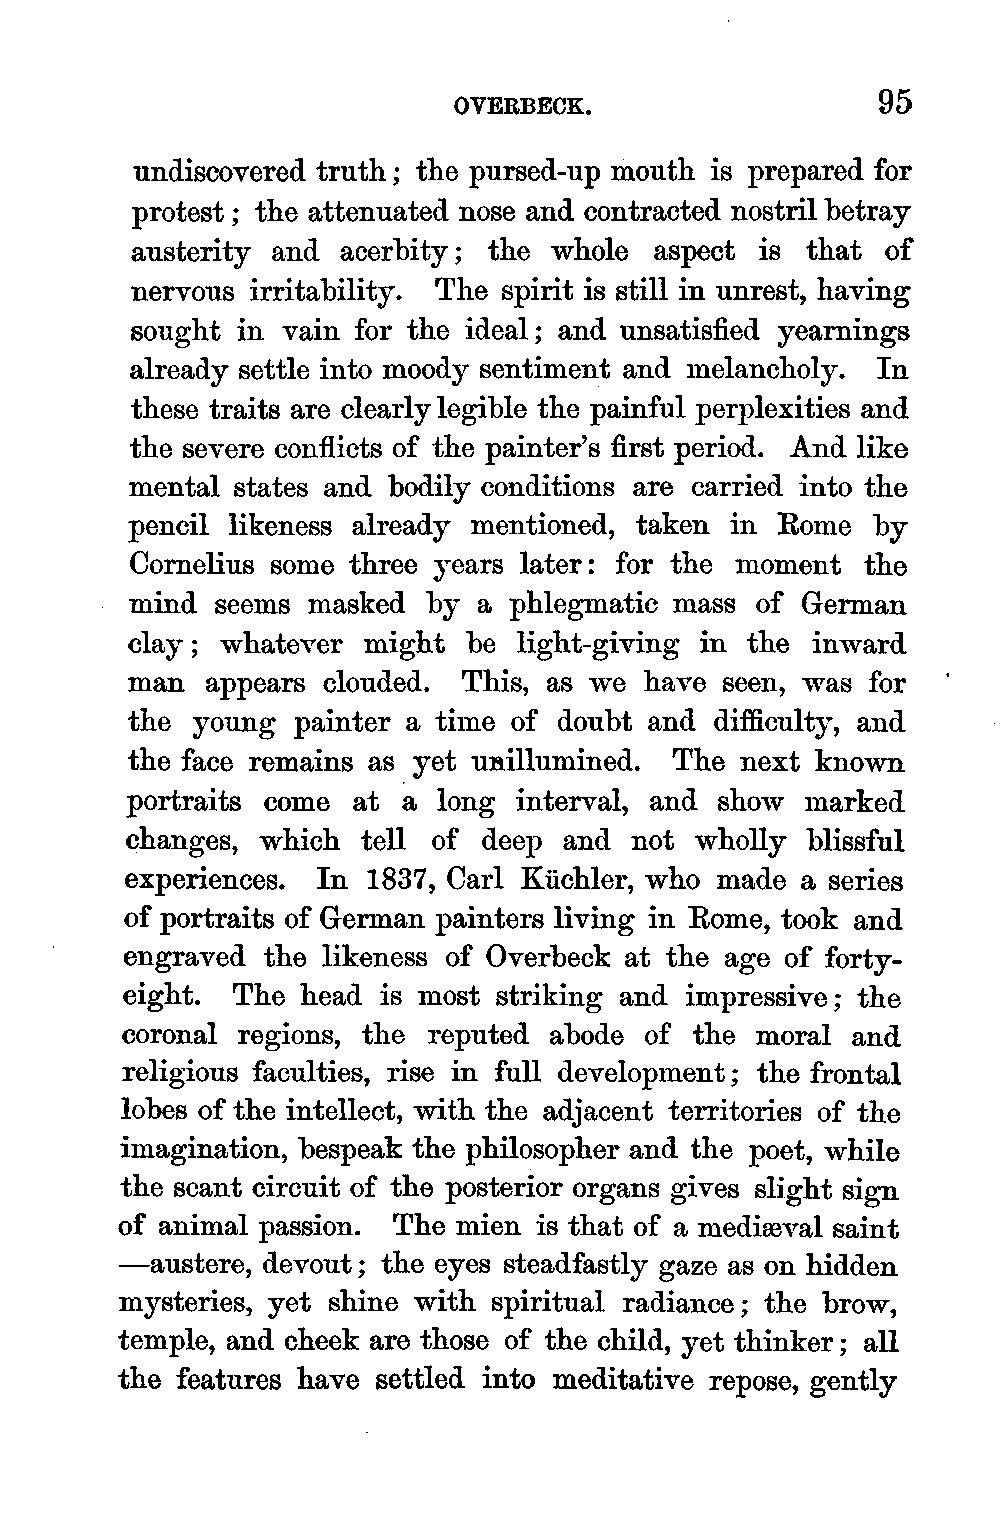 OVERBECK. 95
undiscovered truth; the pursed-up mouth is prepared for
protest; the attenuated nose and contracted nostril betray
austerity and acerbity; the whole aspect is that of
nervous irritability. The spirit is still in unrest, having
sought in vain for the ideal; and unsatisfied yearnings
already settle into moody sentiment and melancholy. In
these traits are clearly legible the painful perplexities and
the severe conflicts of the painter's first period. And like
mental states and bodily conditions are carried into the
pencil likeness already mentioned, taken in Rome by
Cornelius some three years later: for the moment the
mind seems masked by a phlegmatic mass of German
clay; whatever might be light-giving in the inward
man appears clouded. This, as we have seen, was for
the young painter a time of doubt and difficulty, and
the face remains as yet unillumined. The next known
portraits come at a long interval, and show marked
changes, which tell of deep and not wholly blissful
experiences. In 1837, Carl Küchler, who made a series
of portraits of German painters living in Rome, took and
engraved the likeness of Overbeck at the age of forty-
eight. The head is most striking and impressive; the
coronal regions, the reputed abode of the moral and
religious faculties, rise in full development; the frontal
lobes of the intellect, with the adjacent territories of the
imagination, bespeak the philosopher and the poet, while
the scant circuit of the posterior organs gives slight sign
of animal passion. The mien is that of a mediæval saint
—austere, devout; the eyes steadfastly gaze as on hidden
mysteries, yet shine with spiritual radiance; the brow,
temple, and cheek are those of the child, yet thinker; all
the features have settled into meditative repose, gently